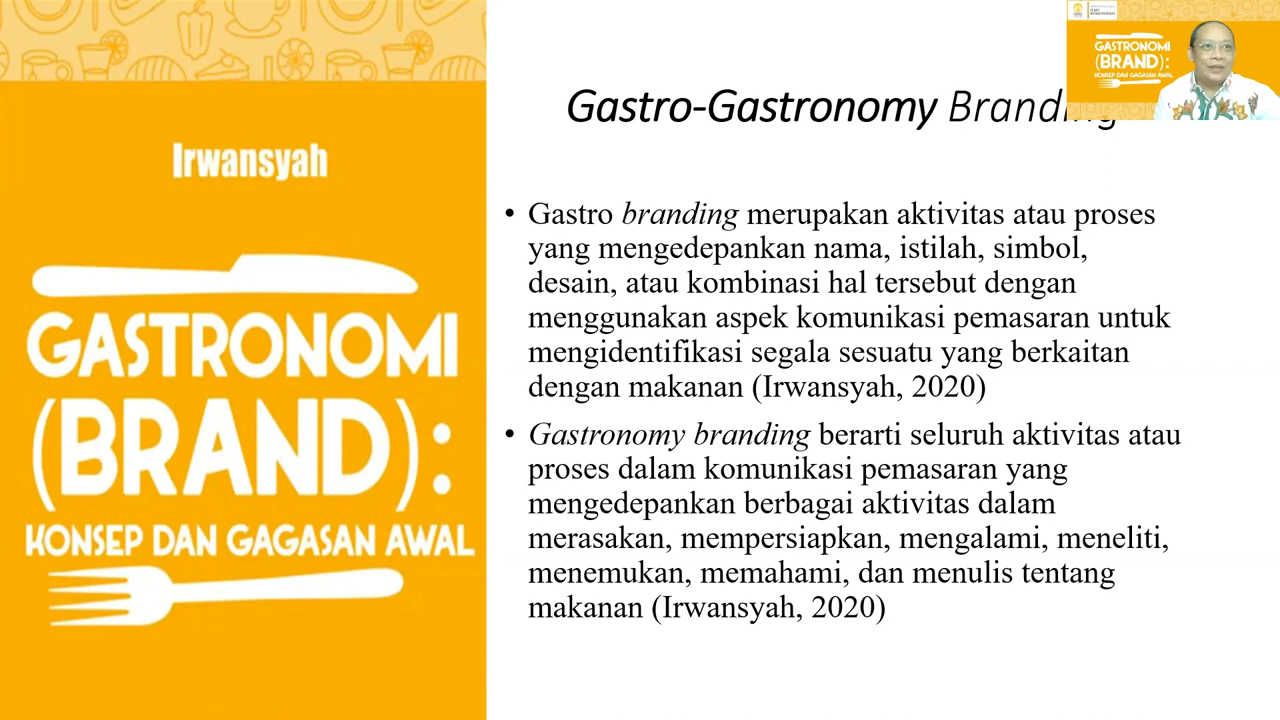 Irwansyah
GASTRONOMI
(BRAND):
KONSEP DAN GAGASAN AWAL
Gastro-Gastronomy Branding
• Gastro branding merupakan aktivitas atau proses
yang mengedepankan nama, istilah, simbol,
desain, atau kombinasi hal tersebut dengan
menggunakan aspek komunikasi pemasaran untuk
mengidentifikasi segala sesuatu yang berkaitan
dengan makanan (Irwansyah, 2020)
• Gastronomy branding berarti seluruh aktivitas atau
proses dalam komunikasi pemasaran yang
mengedepankan berbagai aktivitas dalam
merasakan, mempersiapkan, mengalami, meneliti,
menemukan, memahami, dan menulis tentang
makanan (Irwansyah, 2020)
GASTRONOMI
(BRAND):
KONSEP DAN GAGASAN AWAL